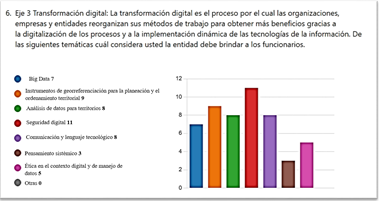 6. Eje 3 Transformación digital: La transformación digital es el proceso por el cual las organizaciones,
empresas y entidades reorganizan sus métodos de trabajo para obtener más beneficios gracias a
la digitalización de los procesos y a la implementación dinámica de las tecnologías de la información. De
las siguientes temáticas cuál considera usted la entidad debe brindar a los funcionarios.
Big Data 7
Instrumentos de georreferenciación para la planeación y el
ordenamiento territorial 9
Análisis de datos para territorios 8
Seguridad digital 11
Comunicación y lenguaje tecnológico 8
Pensamiento sistémico 3
Ética en el contexto digital y de manejo de
datos 5
Otras 0
12
10
8
6
4
2
0